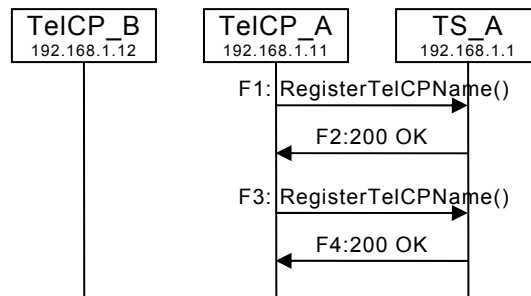 TelCP_B
192.168.1.12
TelCP_A
192.168.1.11
TS_A
192.168.1.1
F1: RegisterTelCPName()
F2:200 OK
F3: RegisterTelCPName()
F4:200 OK